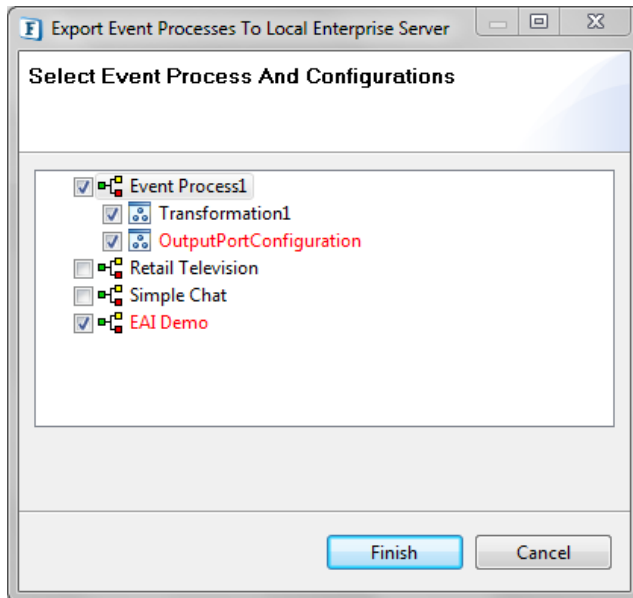 Export Event Processes To Local Enterprise Server
Select Event Process And Configurations
Event Process1
Transformation1
OutputPortConfiguration
Retail Television
Simple Chat
EAI Demo
Finish
Cancel